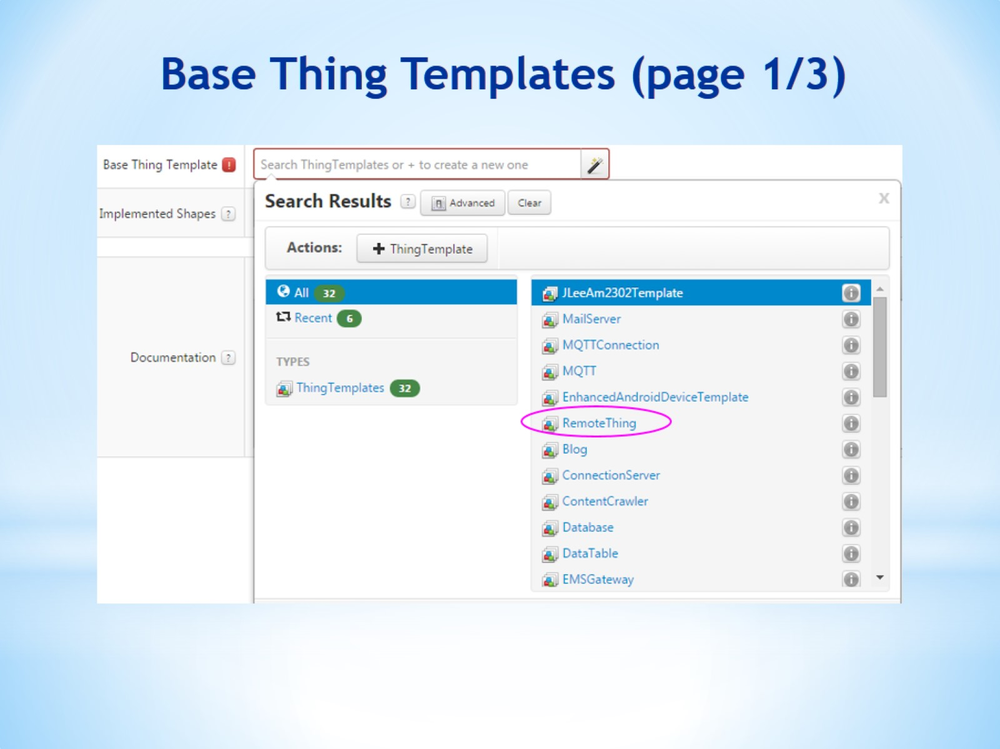 Base Thing Templates (page 1/3)
Base Thing Template !
Search ThingTemplates or + to create a new one
Search Results ? Advanced Clear X
Implemented Shapes ?
Actions: + ThingTemplate
All 32
Recent 6
TYPES
ThingTemplates 32
Documentation ?
JLeeAm2302Template i
MailServer i
MQTTConnection i
MQTT i
EnhancedAndroidDeviceTemplate i
RemoteThing i
Blog i
ConnectionServer i
ContentCrawler i
Database i
DataTable i
EMSGateway i